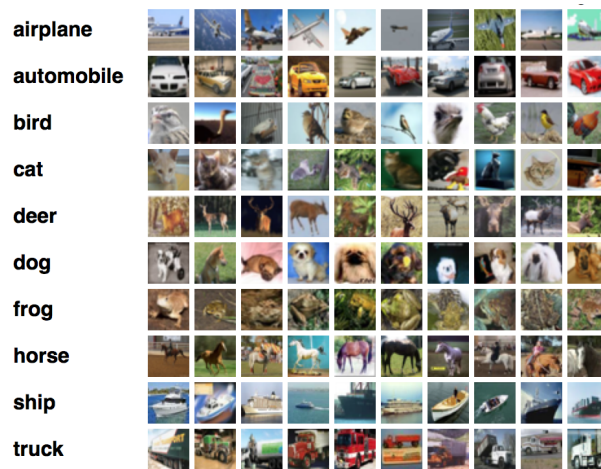 airplane
automobile
bird
cat
deer
dog
frog
horse
ship
truck